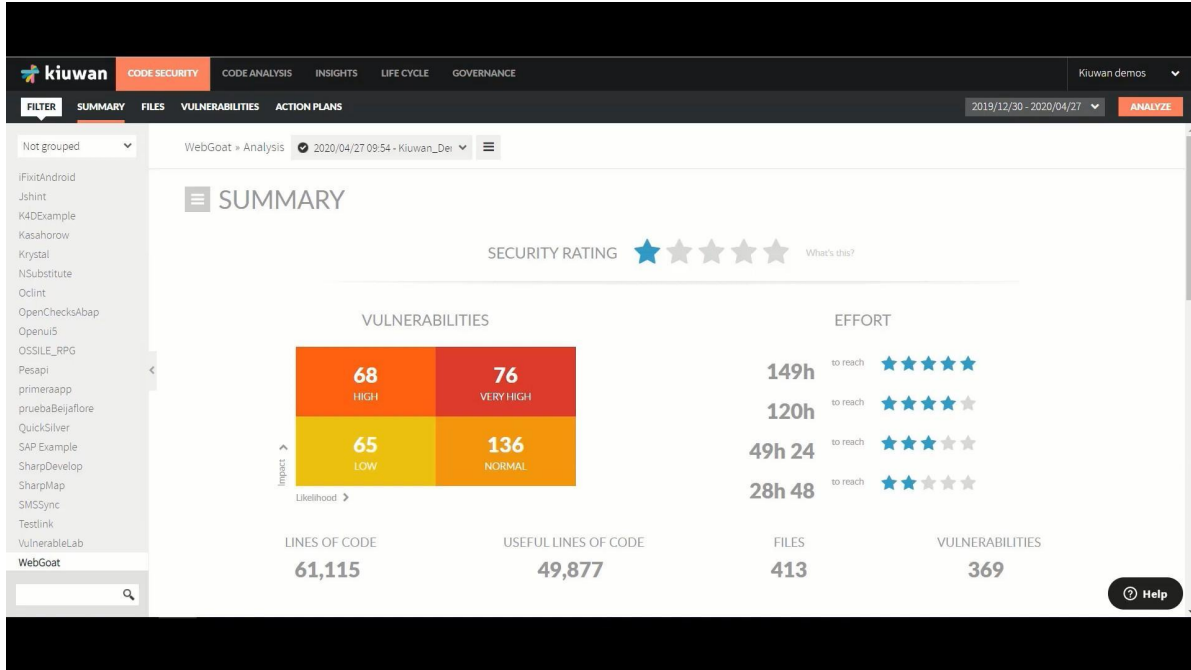 kiuwan CODE SECURITY CODE ANALYSIS INSIGHTS LIFE CYCLE GOVERNANCE Kiuwan demos
FILTER SUMMARY FILES VULNERABILITIES ACTION PLANS 2019/12/30 - 2020/04/27 ANALYZE
Not grouped
WebGoat » Analysis 2020/04/27 09:54 - Kiuwan_De
iFixitAndroid
Jshint
K4DExample
Kasahorow
Krystal
NSubstitute
Oclint
OpenChecksAbap
Openui5
OSSILE_RPG
Pesapi
primeraapp
pruebaBeijaflore
QuickSilver
SAP Example
SharpDevelop
SharpMap
SMSSync
Testlink
VulnerableLab
WebGoat
SUMMARY
SECURITY RATING What's this?
VULNERABILITIES
68
HIGH
76
VERY HIGH
65
LOW
136
NORMAL
Impact
Likelihood
EFFORT
149h to reach
120h to reach
49h 24 to reach
28h 48 to reach
LINES OF CODE
61,115
USEFUL LINES OF CODE
49,877
FILES
413
VULNERABILITIES
369
Help